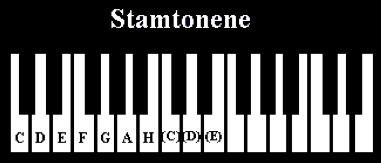 Stamtonene
C D E F G A H (C) (D) (E)